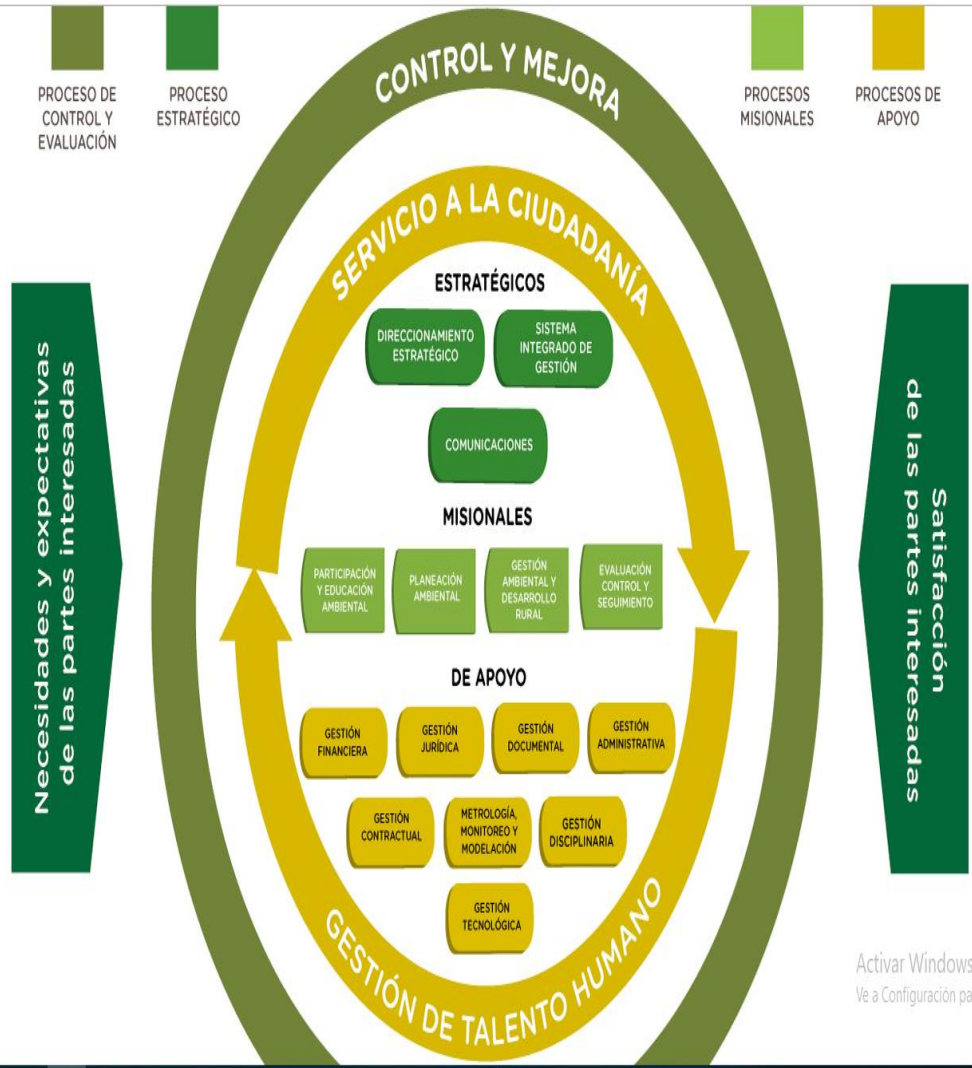 PROCESO DE
CONTROL Y
EVALUACIÓN
PROCESO
ESTRATÉGICO
PROCESOS
MISIONALES
PROCESOS DE
APOYO
CONTROL Y MEJORA
SERVICIO A LA CIUDADANÍA
Necesidades y expectativas
de las partes interesadas
ESTRATÉGICOS
DIRECCIONAMIENTO
ESTRATÉGICO
SISTEMA
INTEGRADO DE
GESTIÓN
COMUNICACIONES
MISIONALES
PARTICIPACIÓN
Y EDUCACIÓN
AMBIENTAL
PLANEACIÓN
AMBIENTAL
GESTIÓN
AMBIENTAL Y
DESARROLLO
RURAL
EVALUACIÓN
CONTROL Y
SEGUIMIENTO
DE APOYO
GESTIÓN
FINANCIERA
GESTIÓN
JURÍDICA
GESTIÓN
DOCUMENTAL
GESTIÓN
ADMINISTRATIVA
GESTIÓN
CONTRACTUAL
METROLOGÍA,
MONITOREO Y
MODELACIÓN
GESTIÓN
DISCIPLINARIA
GESTIÓN
TECNOLÓGICA
GESTIÓN DE TALENTO HUMANO
Satisfacción
de las partes interesadas
Activar Windows
Ve a Configuración pa